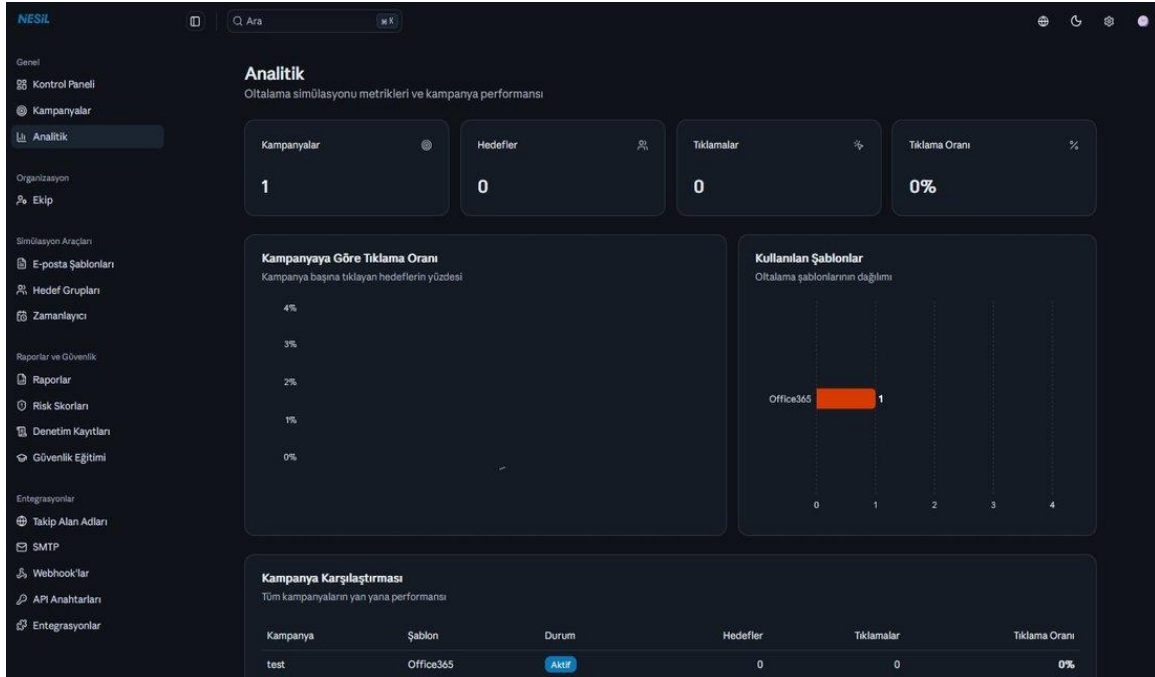 NESİL
Ara
⌘ K
Genel
Kontrol Paneli
Kampanyalar
Analitik
Organizasyon
Ekip
Simülasyon Araçları
E-posta Şablonları
Hedef Grupları
Zamanlayıcı
Raporlar ve Güvenlik
Raporlar
Risk Skorları
Denetim Kayıtları
Güvenlik Eğitimi
Entegrasyonlar
Takip Alan Adları
SMTP
Webhook'lar
API Anahtarları
Entegrasyonlar
Analitik
Oltalama simülasyonu metrikleri ve kampanya performansı
Kampanyalar
1
Hedefler
0
Tıklamalar
0
Tıklama Oranı
0%
Kampanyaya Göre Tıklama Oranı
Kampanya başına tıklayan hedeflerin yüzdesi
4%
3%
2%
1%
0%
Kullanılan Şablonlar
Oltalama şablonlarının dağılımı
Office365 1
0 1 2 3 4
Kampanya Karşılaştırması
Tüm kampanyaların yan yana performansı
Kampanya Şablon Durum Hedefler Tıklamalar Tıklama Oranı
test Office365 Aktif 0 0 0%